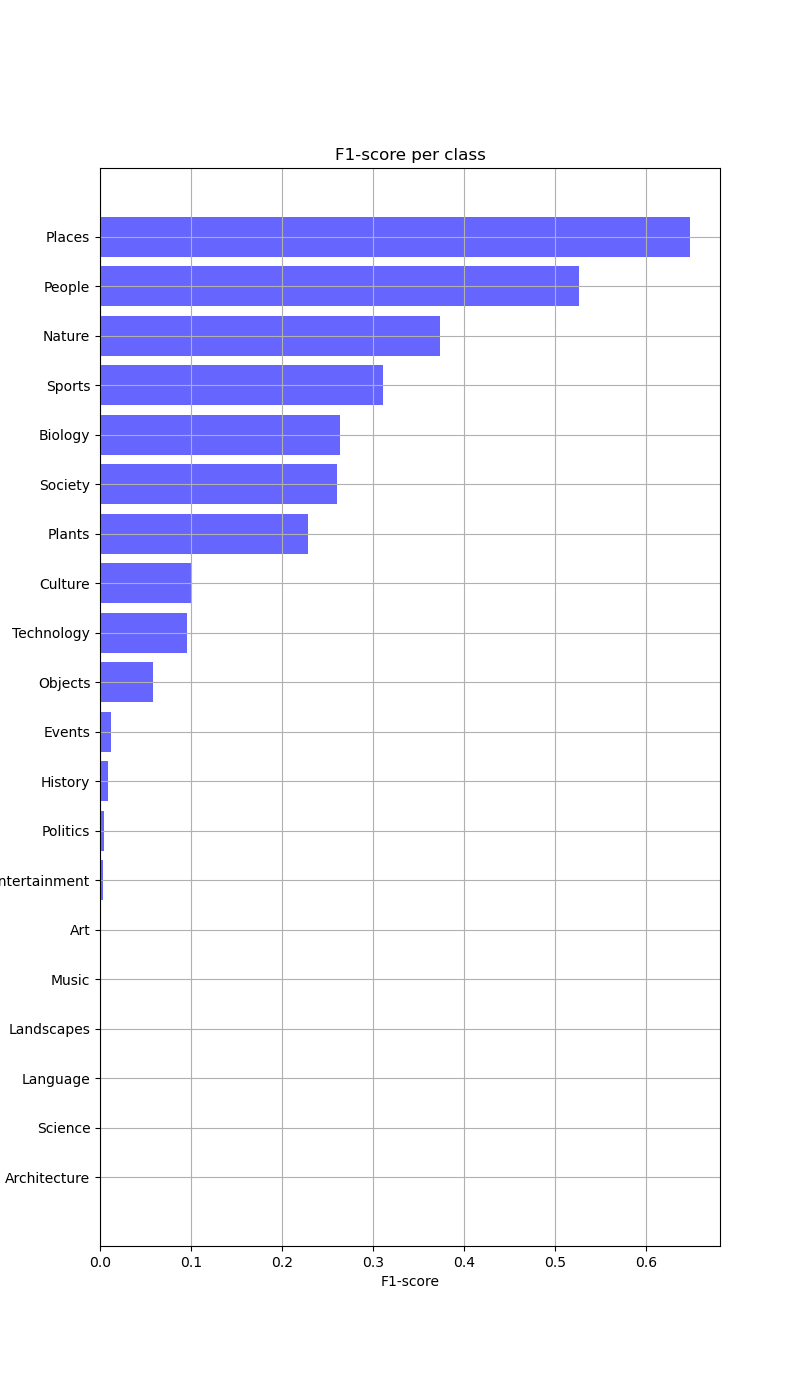 F1-score per class
Places
People
Nature
Sports
Biology
Society
Plants
Culture
Technology
Objects
Events
History
Politics
ntertainment
Art
Music
Landscapes
Language
Science
Architecture
0.0 0.1 0.2 0.3 0.4 0.5 0.6
F1-score